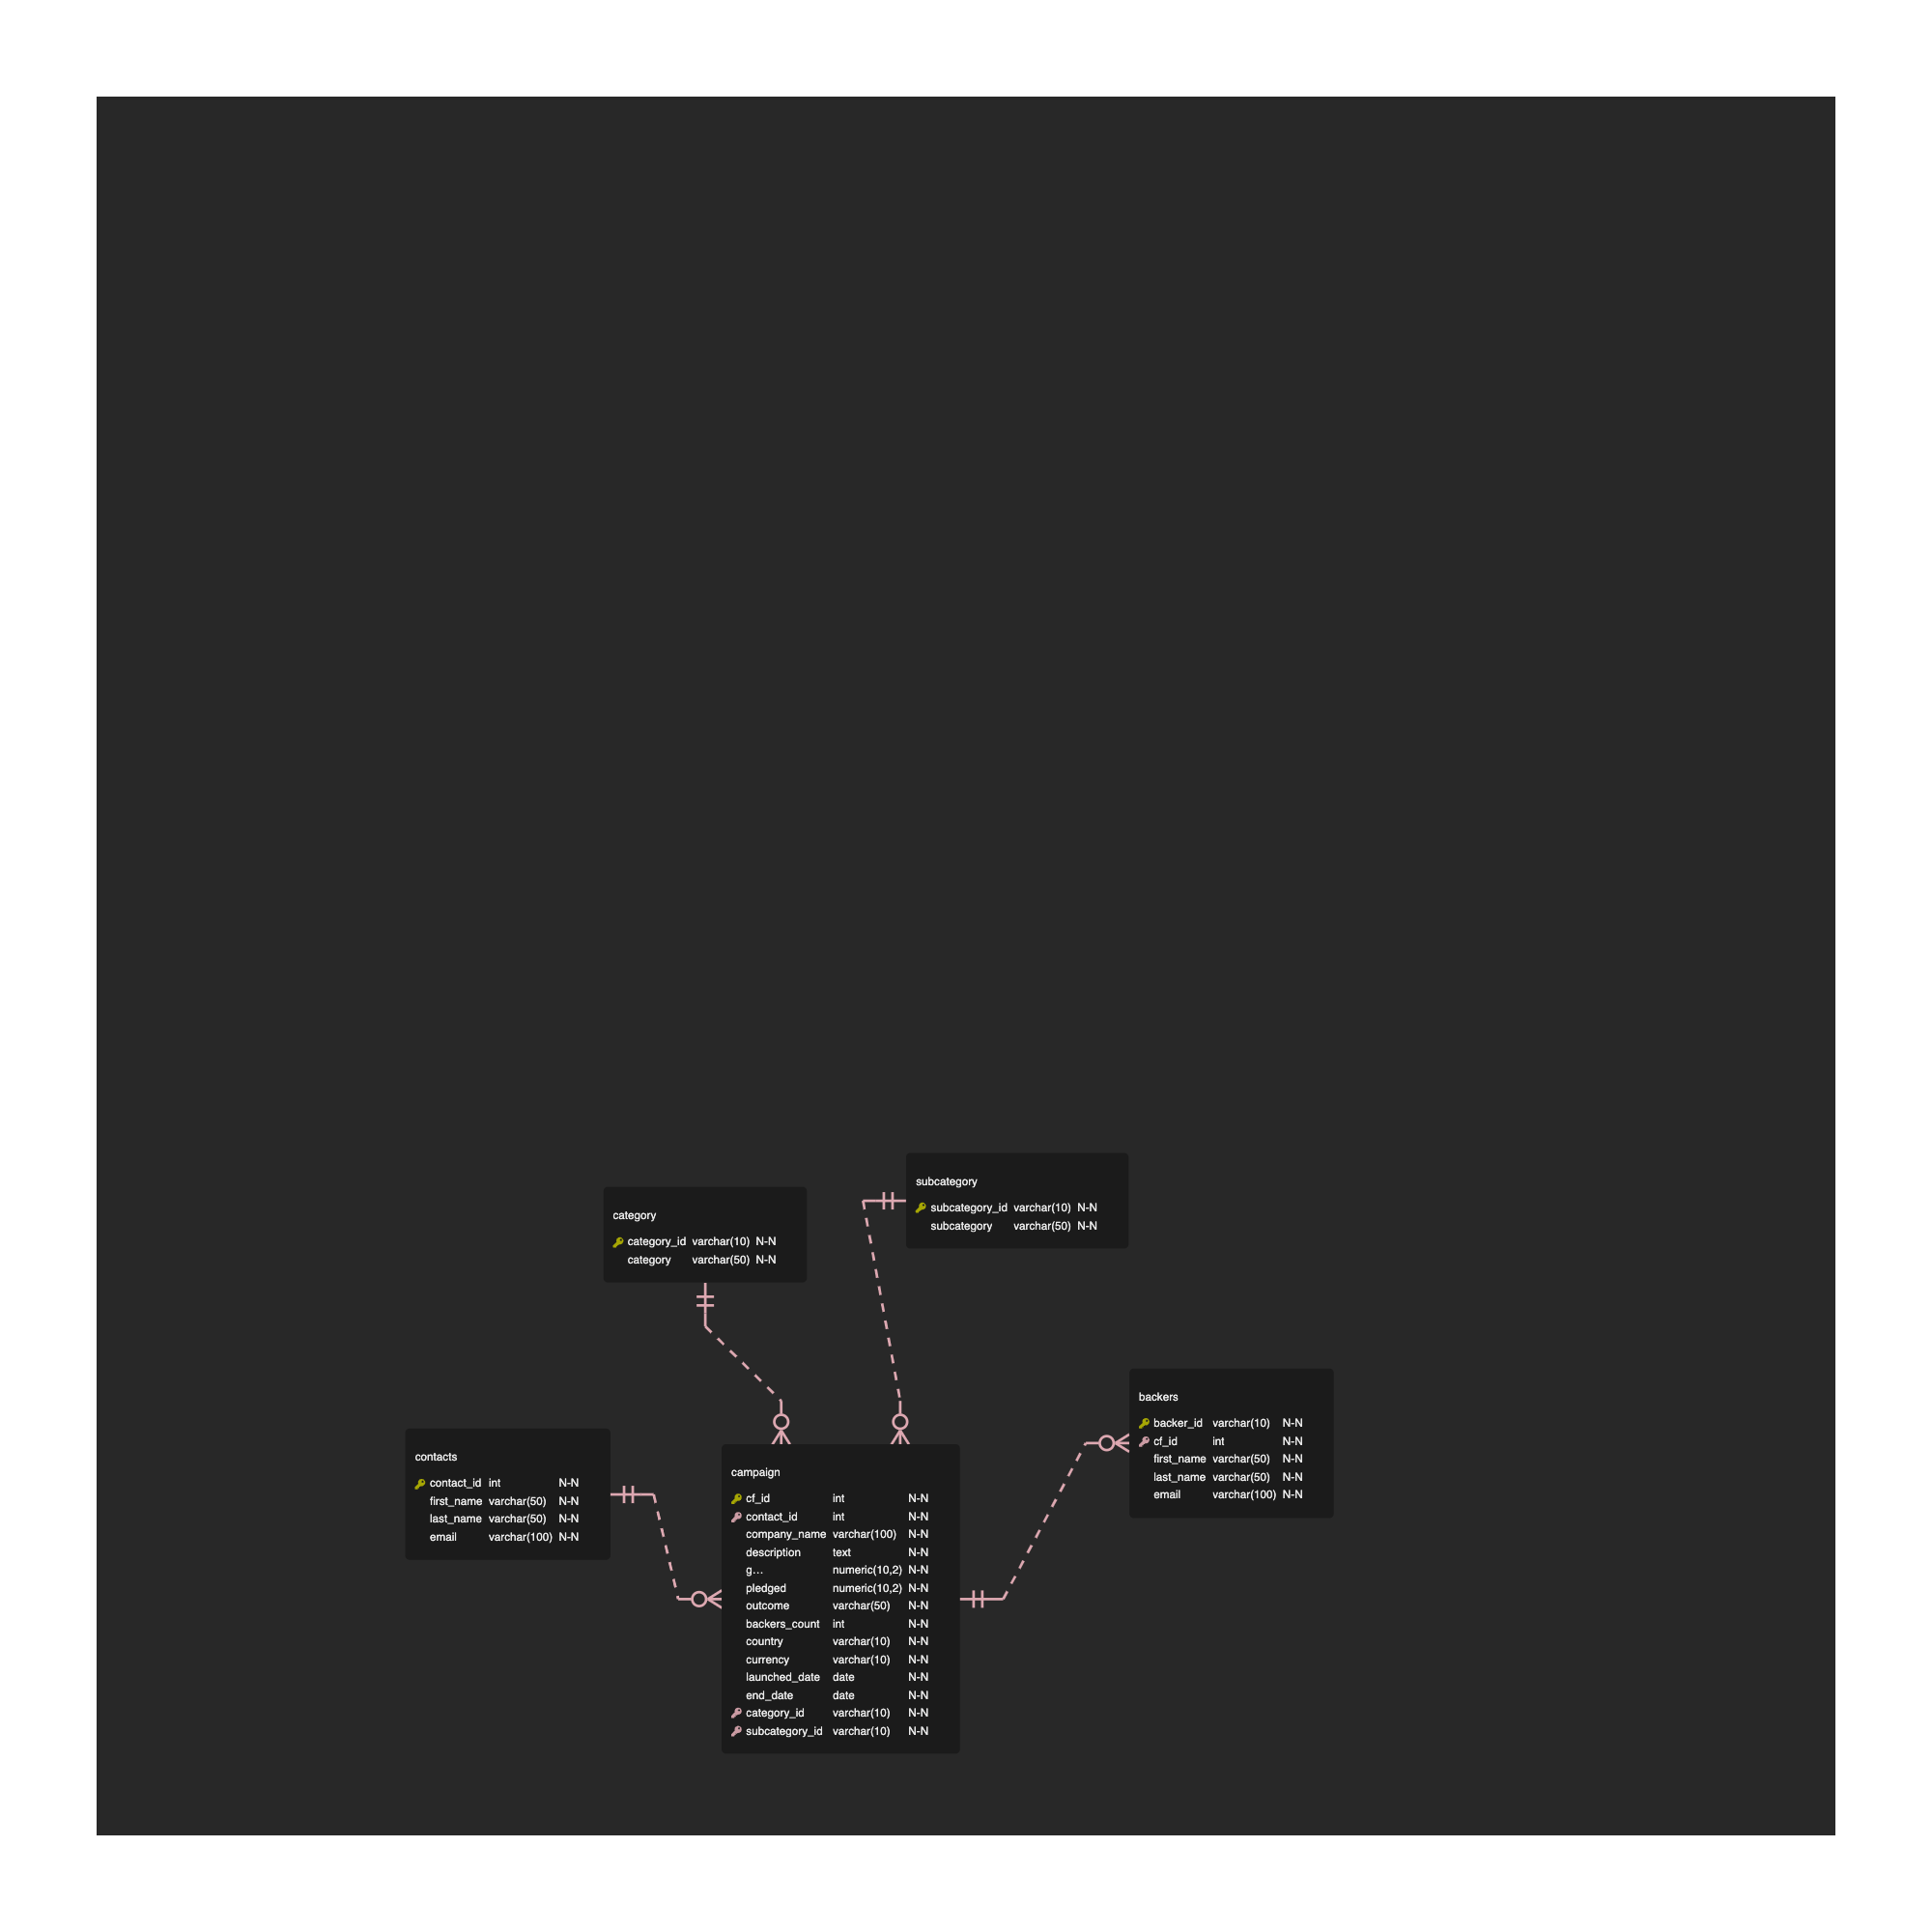 subcategory
subcategory_id varchar(10) N-N
subcategory varchar(50) N-N
category
category_id varchar(10) N-N
category varchar(50) N-N
backers
backer_id varchar(10) N-N
cf_id int N-N
first_name varchar(50) N-N
last_name varchar(50) N-N
email varchar(100) N-N
contacts
contact_id int N-N
first_name varchar(50) N-N
last_name varchar(50) N-N
email varchar(100) N-N
campaign
cf_id int N-N
contact_id int N-N
company_name varchar(100) N-N
description text N-N
g... numeric(10,2) N-N
pledged numeric(10,2) N-N
outcome varchar(50) N-N
backers_count int N-N
country varchar(10) N-N
currency varchar(10) N-N
launched_date date N-N
end_date date N-N
category_id varchar(10) N-N
subcategory_id varchar(10) N-N